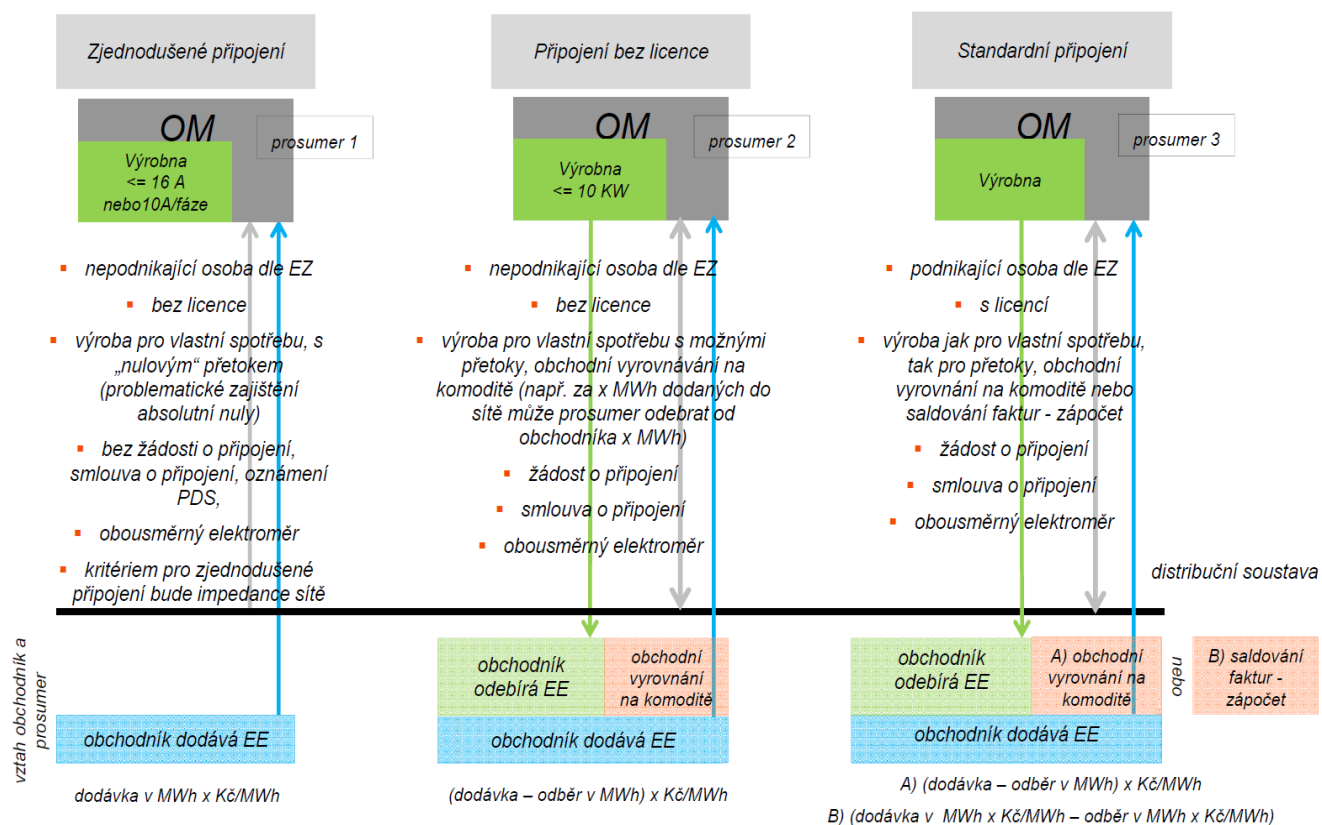 Zjednodušené připojení
OM
prosumer 1
Výrobna
<= 16 A
nebo10A/fáze
▪ nepodnikající osoba dle EZ
▪ bez licence
▪ výroba pro vlastní spotřebu, s
„nulovým“ přetokem
(problematické zajištění
absolutní nuly)
▪ bez žádosti o připojení,
smlouva o připojení, oznámení
PDS,
▪ obousměrný elektroměr
▪ kritériem pro zjednodušené
připojení bude impedance sítě
Připojení bez licence
OM
prosumer 2
Výrobna
<= 10 KW
▪ nepodnikající osoba dle EZ
▪ bez licence
▪ výroba pro vlastní spotřebu s možnými
přetoky, obchodní vyrovnávání na
komoditě (např. za x MWh dodaných do
sítě může prosumer odebrat od
obchodníka x MWh)
▪ žádost o připojení
▪ smlouva o připojení
▪ obousměrný elektroměr
Standardní připojení
OM
prosumer 3
Výrobna
▪ podnikající osoba dle EZ
▪ s licencí
▪ výroba jak pro vlastní spotřebu,
tak pro přetoky, obchodní
vyrovnání na komoditě nebo
saldování faktur - zápočet
▪ žádost o připojení
▪ smlouva o připojení
▪ obousměrný elektroměr
distribuční soustava
vztah obchodník a
prosumer
obchodník dodává EE
dodávka v MWh x Kč/MWh
obchodník
odebírá EE
obchodní
vyrovnání
na komoditě
obchodník dodává EE
(dodávka – odběr v MWh) x Kč/MWh
obchodník
odebírá EE
A) obchodní
vyrovnání na
komoditě
nebo
B) saldování
faktur -
zápočet
obchodník dodává EE
A) (dodávka – odběr v MWh) x Kč/MWh
B) (dodávka v MWh x Kč/MWh – odběr v MWh x Kč/MWh)